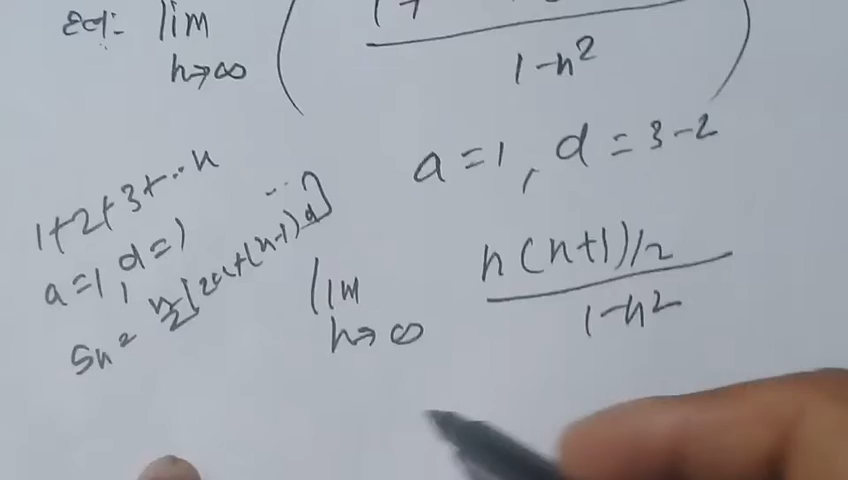 lim
n→∞
1-n²
a=1, d=3-2
1+2+3+..n
a=1, d=1
Sn= n/2[2a+(n-1)d]
lim n(n+1)/2
n→∞ 1-n²